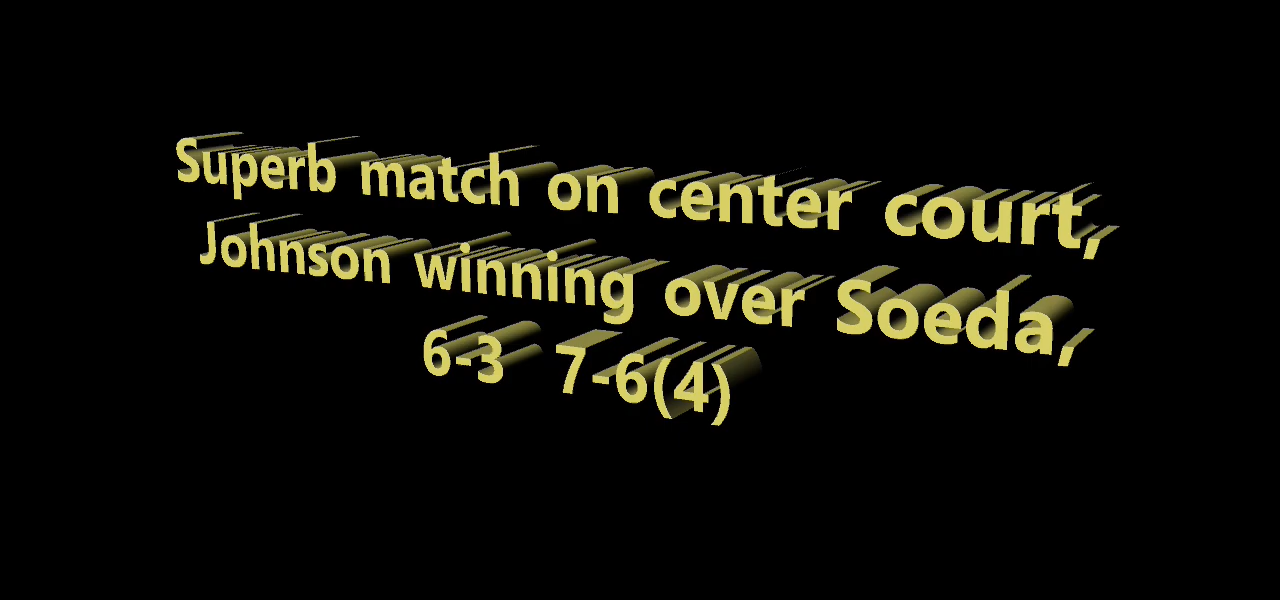 Superb match on center court,
Johnson winning over Soeda,
6-3 7-6(4)